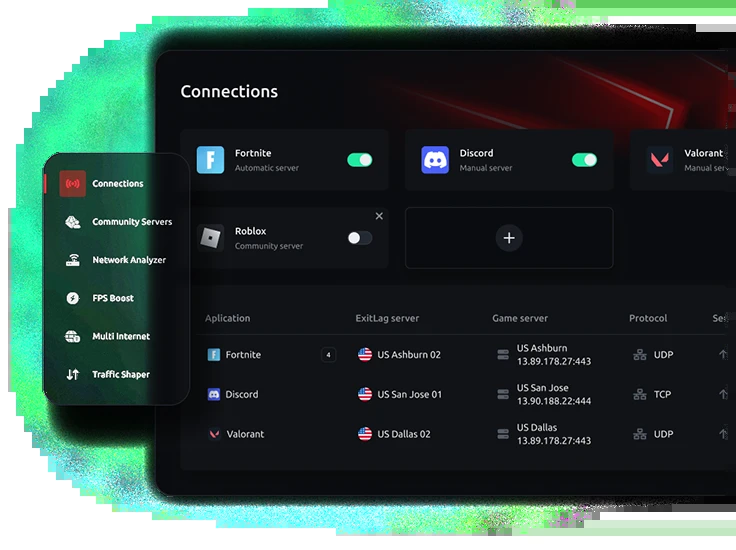 Connections
Fortnite
Automatic server
Discord
Manual server
Valorant
Manual
Roblox
Community server
Connections
Community Servers
Network Analyzer
FPS Boost
Multi Internet
Traffic Shaper
Aplication ExitLag server Game server Protocol
Fortnite 4 US Ashburn 02 US Ashburn
13.89.178.27:443 UDP
Discord US San Jose 01 US San Jose
13.90.188.22:444 TCP
Valorant US Dallas 02 US Dallas
13.89.178.27:443 UDP